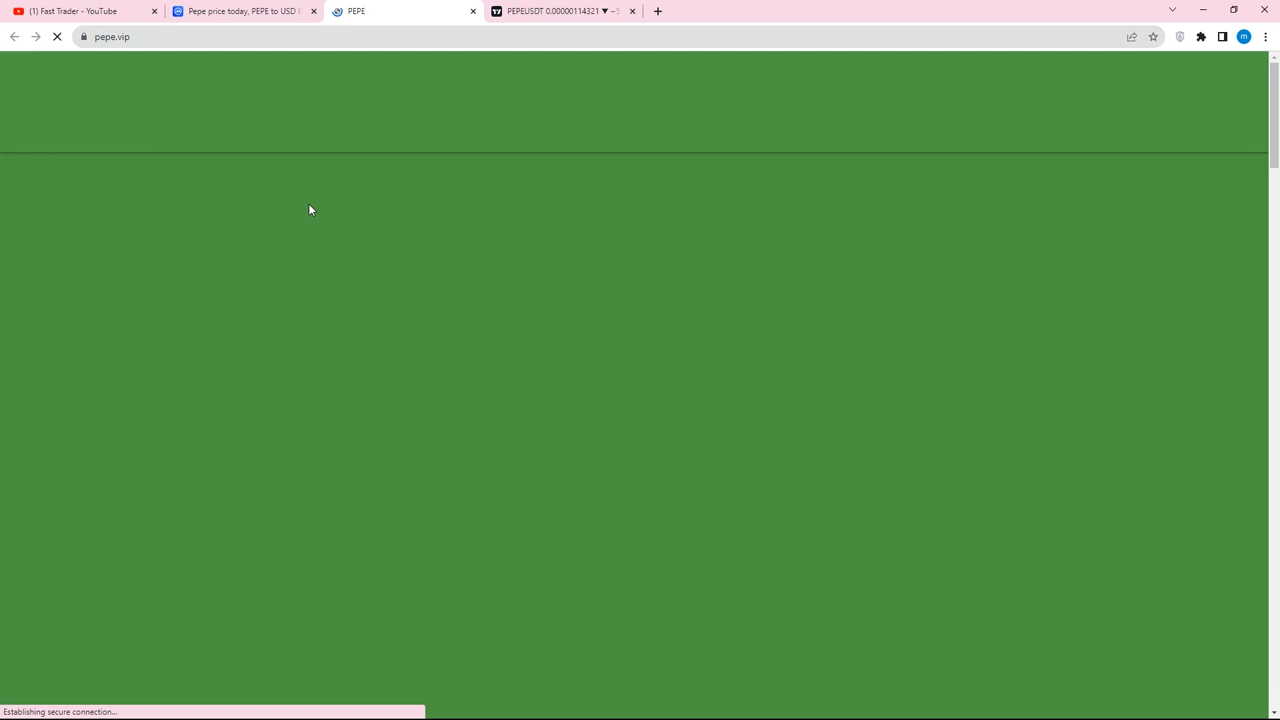 (1) Fast Trader - YouTube
Pepe price today, PEPE to USD
PEPE
PEPEUSDT 0.00000114321 ▼ −5
pepe.vip
m
Establishing secure connection...